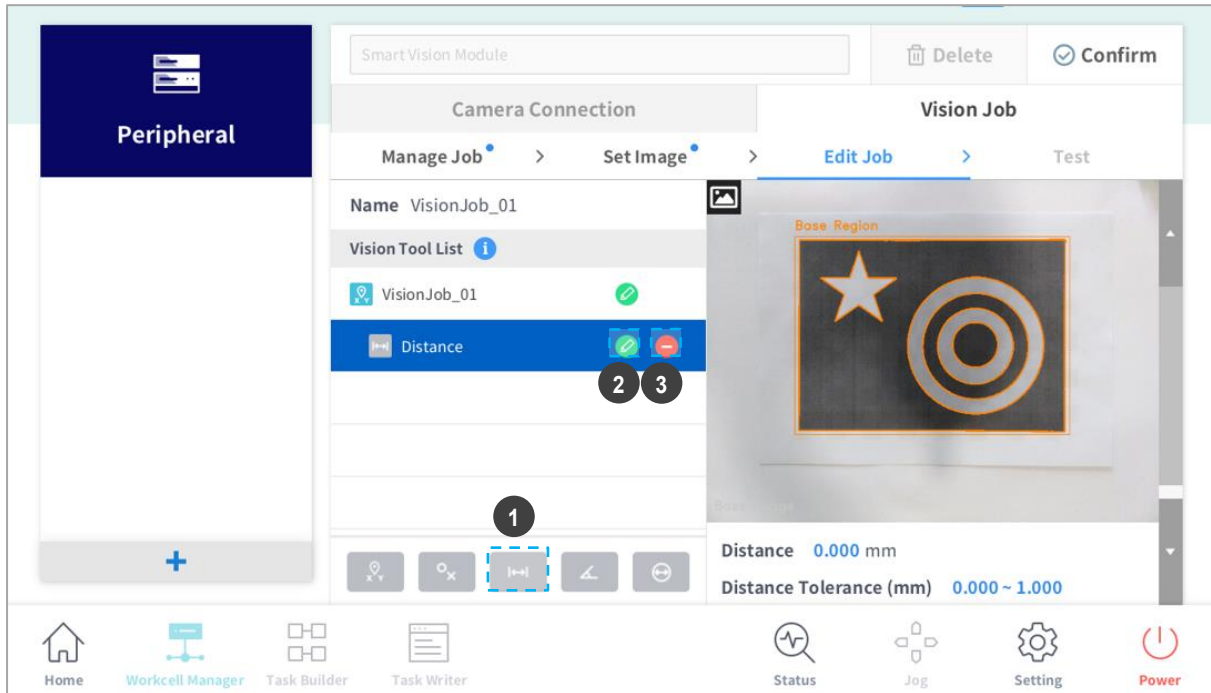 Peripheral
Smart Vision Module
Delete
Confirm
Camera Connection
Vision Job
Manage Job
>
Set Image
>
Edit Job
>
Test
Name VisionJob_01
Vision Tool List i
VisionJob_01
Distance
2
3
1
+
Base Region
Distance 0.000 mm
Distance Tolerance (mm) 0.000 ~ 1.000
Home
Workcell Manager
Task Builder
Task Writer
Status
Jog
Setting
Power